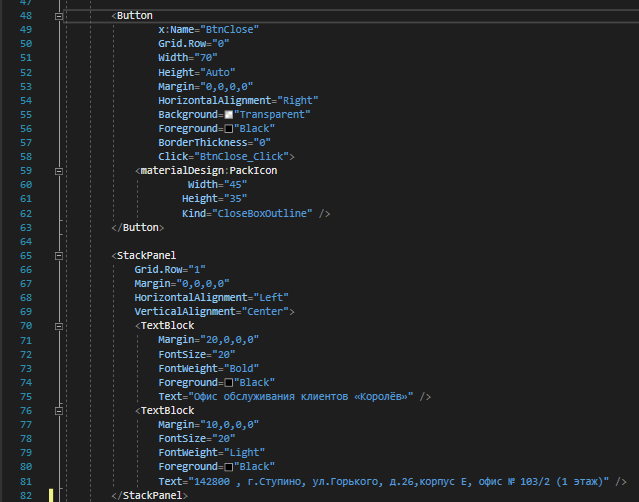 47
48 <Button
49 x:Name="BtnClose"
50 Grid.Row="0"
51 Width="70"
52 Height="Auto"
53 Margin="0,0,0,0"
54 HorizontalAlignment="Right"
55 Background="Transparent"
56 Foreground="Black"
57 BorderThickness="0"
58 Click="BtnClose_Click">
59 <materialDesign:PackIcon
60 Width="45"
61 Height="35"
62 Kind="CloseBoxOutline" />
63 </Button>
64
65 <StackPanel
66 Grid.Row="1"
67 Margin="0,0,0,0"
68 HorizontalAlignment="Left"
69 VerticalAlignment="Center">
70 <TextBlock
71 Margin="20,0,0,0"
72 FontSize="20"
73 FontWeight="Bold"
74 Foreground="Black"
75 Text="Офис обслуживания клиентов «Королёв»" />
76 <TextBlock
77 Margin="10,0,0,0"
78 FontSize="20"
79 FontWeight="Light"
80 Foreground="Black"
81 Text="142800 , г.Ступино, ул.Горького, д.26,корпус Е, офис № 103/2 (1 этаж)" />
82 </StackPanel>